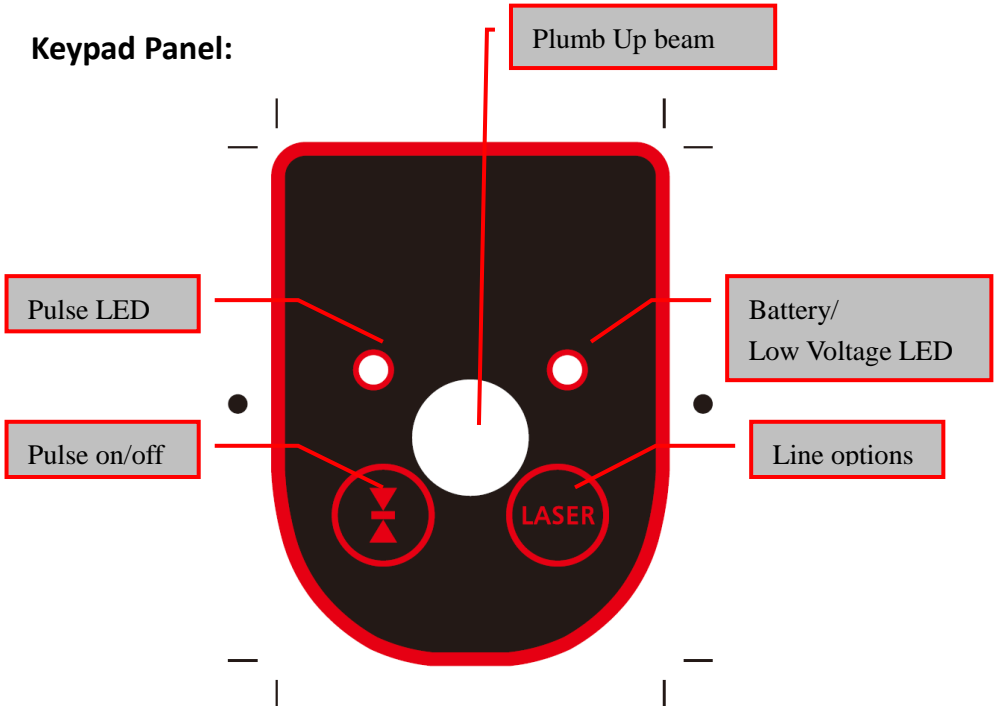 Plumb Up beam
Keypad Panel:
Pulse LED
Battery/
Low Voltage LED
Pulse on/off
Line options
LASER